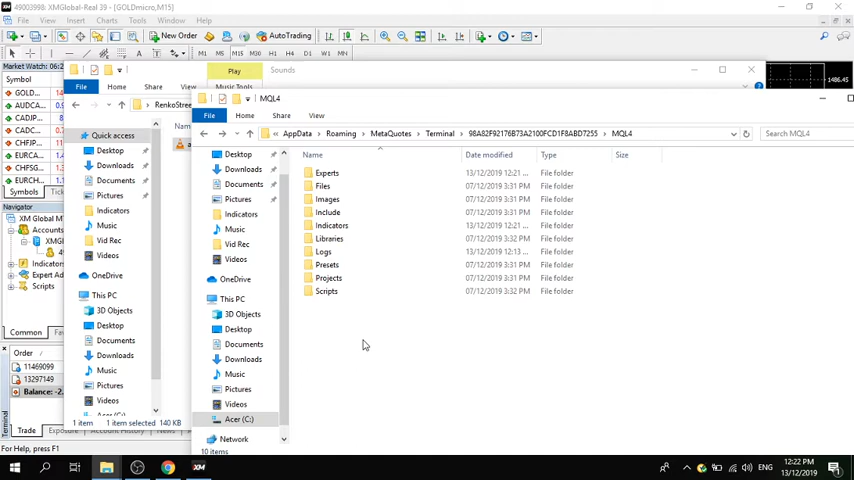 49003998: XMGlobal-Real 39 - [GOLDmicro,M15]
File View Insert Charts Tools Window Help
New Order AutoTrading
M1 M5 M15 M30 H1 H4 D1 W1 MN
Market Watch: 06:2
Symbol
GOLD...
AUDCA...
CADJP...
CADC...
CHFJP...
EURCA...
CHFSG...
EURCH...
Symbols Tick
Navigator
XM Global MT
Accounts
XMG
49
Indicators
Expert Ad
Scripts
Common Fav
Order
11469099
13297149
Balance: -2.
Trade Exposure Account History
Terminal
For Help, press F1
1486.45
Play Sounds
File Home Share View Music Tools
RenkoStree
Quick access
Desktop
Downloads
Documents
Pictures
Indicators
Music
Vid Rec
Videos
OneDrive
This PC
3D Objects
Desktop
Documents
Downloads
Music
Pictures
Videos
Acer (C:)
1 item 1 item selected 140 KB
MQL4
File Home Share View
AppData Roaming MetaQuotes Terminal 98A82F92176B73A2100FCD1F8ABD7255 MQL4
Search MQL4
Desktop
Downloads
Documents
Pictures
Indicators
Music
Vid Rec
Videos
OneDrive
This PC
3D Objects
Desktop
Documents
Downloads
Music
Pictures
Videos
Acer (C:)
Network
10 items
Name Date modified Type Size
Experts 13/12/2019 12:21 ... File folder
Files 07/12/2019 3:31 PM File folder
Images 07/12/2019 3:31 PM File folder
Include 07/12/2019 3:31 PM File folder
Indicators 13/12/2019 12:21 ... File folder
Libraries 07/12/2019 3:32 PM File folder
Logs 13/12/2019 12:13 ... File folder
Presets 07/12/2019 3:31 PM File folder
Projects 07/12/2019 3:31 PM File folder
Scripts 07/12/2019 3:32 PM File folder
XM
ENG
12:22 PM
13/12/2019